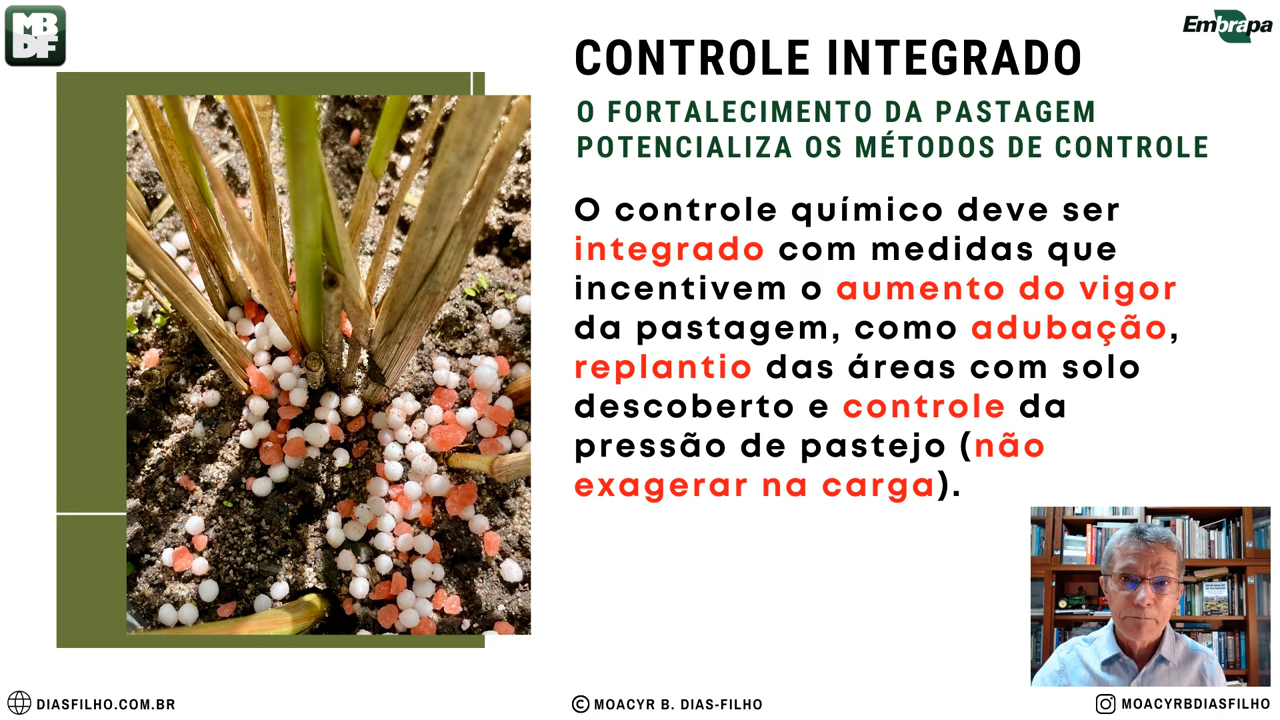 MB
DF
Embrapa
CONTROLE INTEGRADO
O FORTALECIMENTO DA PASTAGEM
POTENCIALIZA OS MÉTODOS DE CONTROLE
O controle químico deve ser
integrado com medidas que
incentivem o aumento do vigor
da pastagem, como adubação,
replantio das áreas com solo
descoberto e controle da
pressão de pastejo (não
exagerar na carga).
DIASFILHO.COM.BR
© MOACYR B. DIAS-FILHO
MOACYRBDIASFILHO